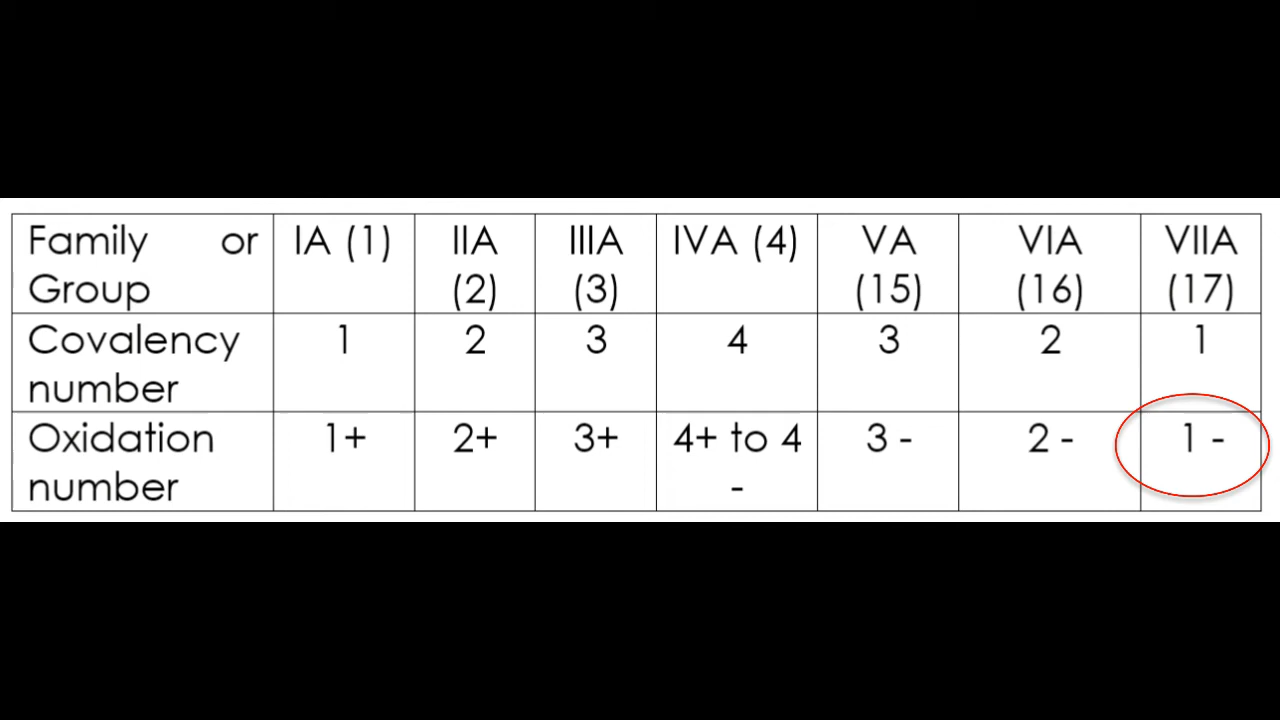 Family or IA (1) IIA IIIA IVA (4) VA VIA VIIA
Group (2) (3) (15) (16) (17)
Covalency 1 2 3 4 3 2 1
number
Oxidation 1+ 2+ 3+ 4+ to 4 3 - 2 - 1 -
number -